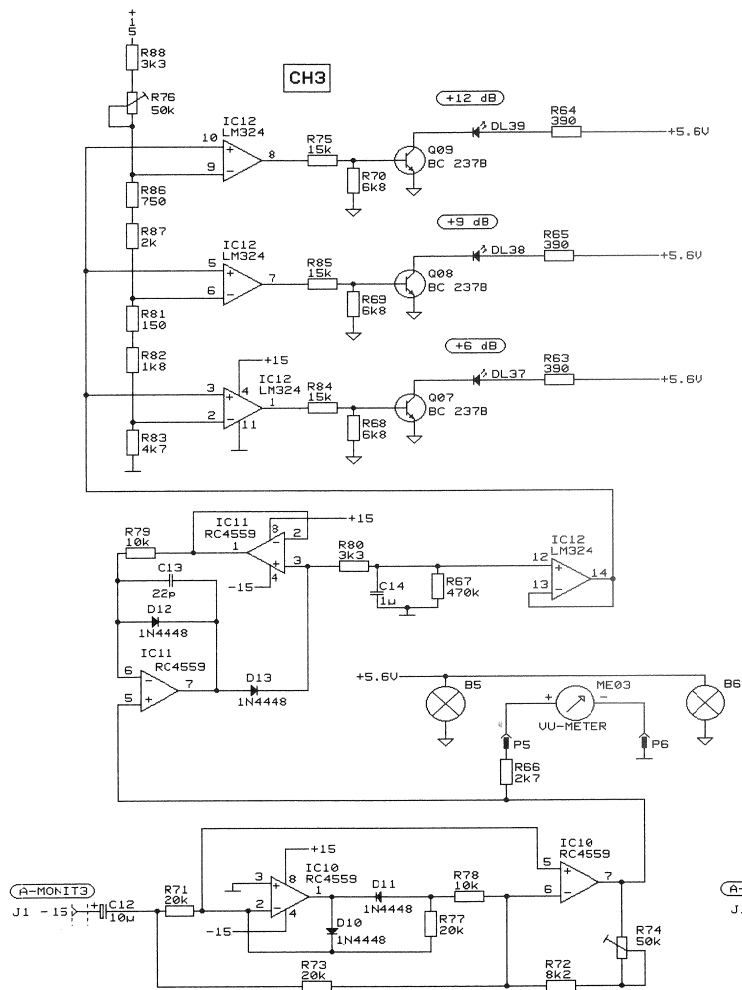 +15
R88
3k3
R76
50k
CH3
+12 dB
R64
390
IC12
LM324
10
+
8
R75
15k
DL39
+5.6V
9
-
Q09
BC 237B
R70
6k8
R86
750
R87
2k
+9 dB
R65
390
IC12
LM324
5
+
7
R85
15k
DL38
+5.6V
6
-
Q08
BC 237B
R69
6k8
R81
150
R82
1k8
+6 dB
R63
390
+15
IC12
LM324
3
+
4
1
R84
15k
DL37
+5.6V
2
-
11
Q07
BC 237B
R68
6k8
R83
4k7
R79
10k
IC11
RC4559
+15
8
2
-
1
+
3
-15
4
R80
3k3
IC12
LM324
12
+
14
13
-
C13
22p
C14
1µ
R67
470k
D12
1N4448
IC11
RC4559
6
-
7
5
+
D13
1N4448
+5.6V
B5
+
ME03
-
VU-METER
B6
P5
P6
R66
2k7
IC10
RC4559
5
+
7
6
-
+15
IC10
RC4559
3
+
8
1
2
-
4
-15
A-MONIT3
J1 -15
+
C12
10µ
R71
20k
D11
1N4448
R78
10k
D10
1N4448
R77
20k
R74
50k
R73
20k
R72
8k2
A-
J